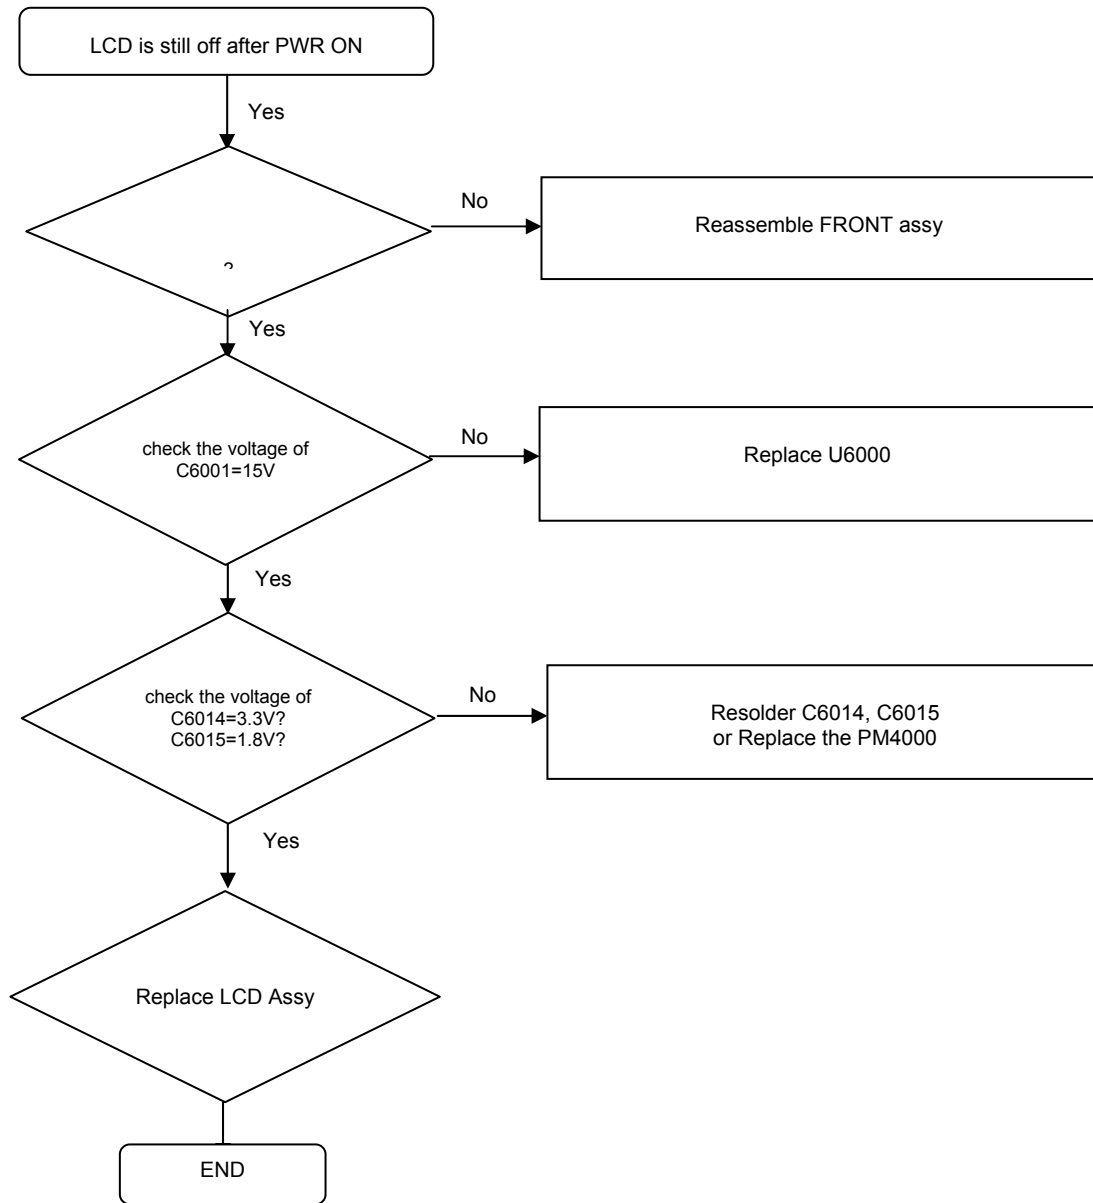 LCD is still off after PWR ON
Yes
No
Reassemble FRONT assy
?
Yes
check the voltage of
C6001=15V
No
Replace U6000
Yes
check the voltage of
C6014=3.3V?
C6015=1.8V?
No
Resolder C6014, C6015
or Replace the PM4000
Yes
Replace LCD Assy
END